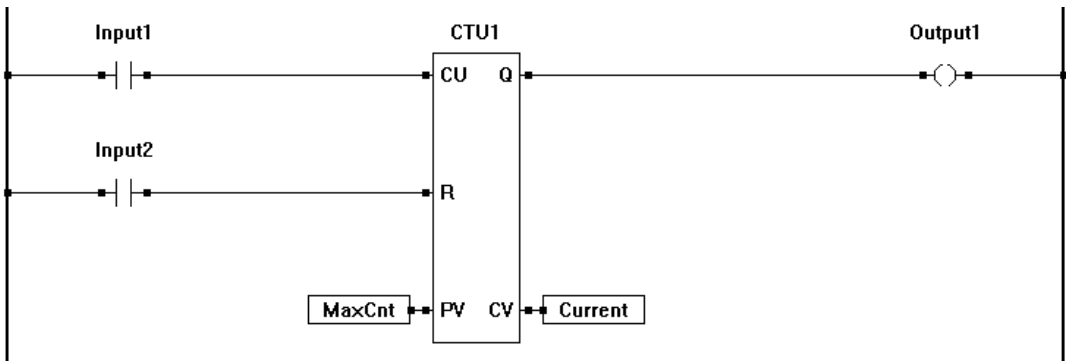 Input1 CTU1 Output1
CU Q
Input2
R
MaxCnt PV CV Current